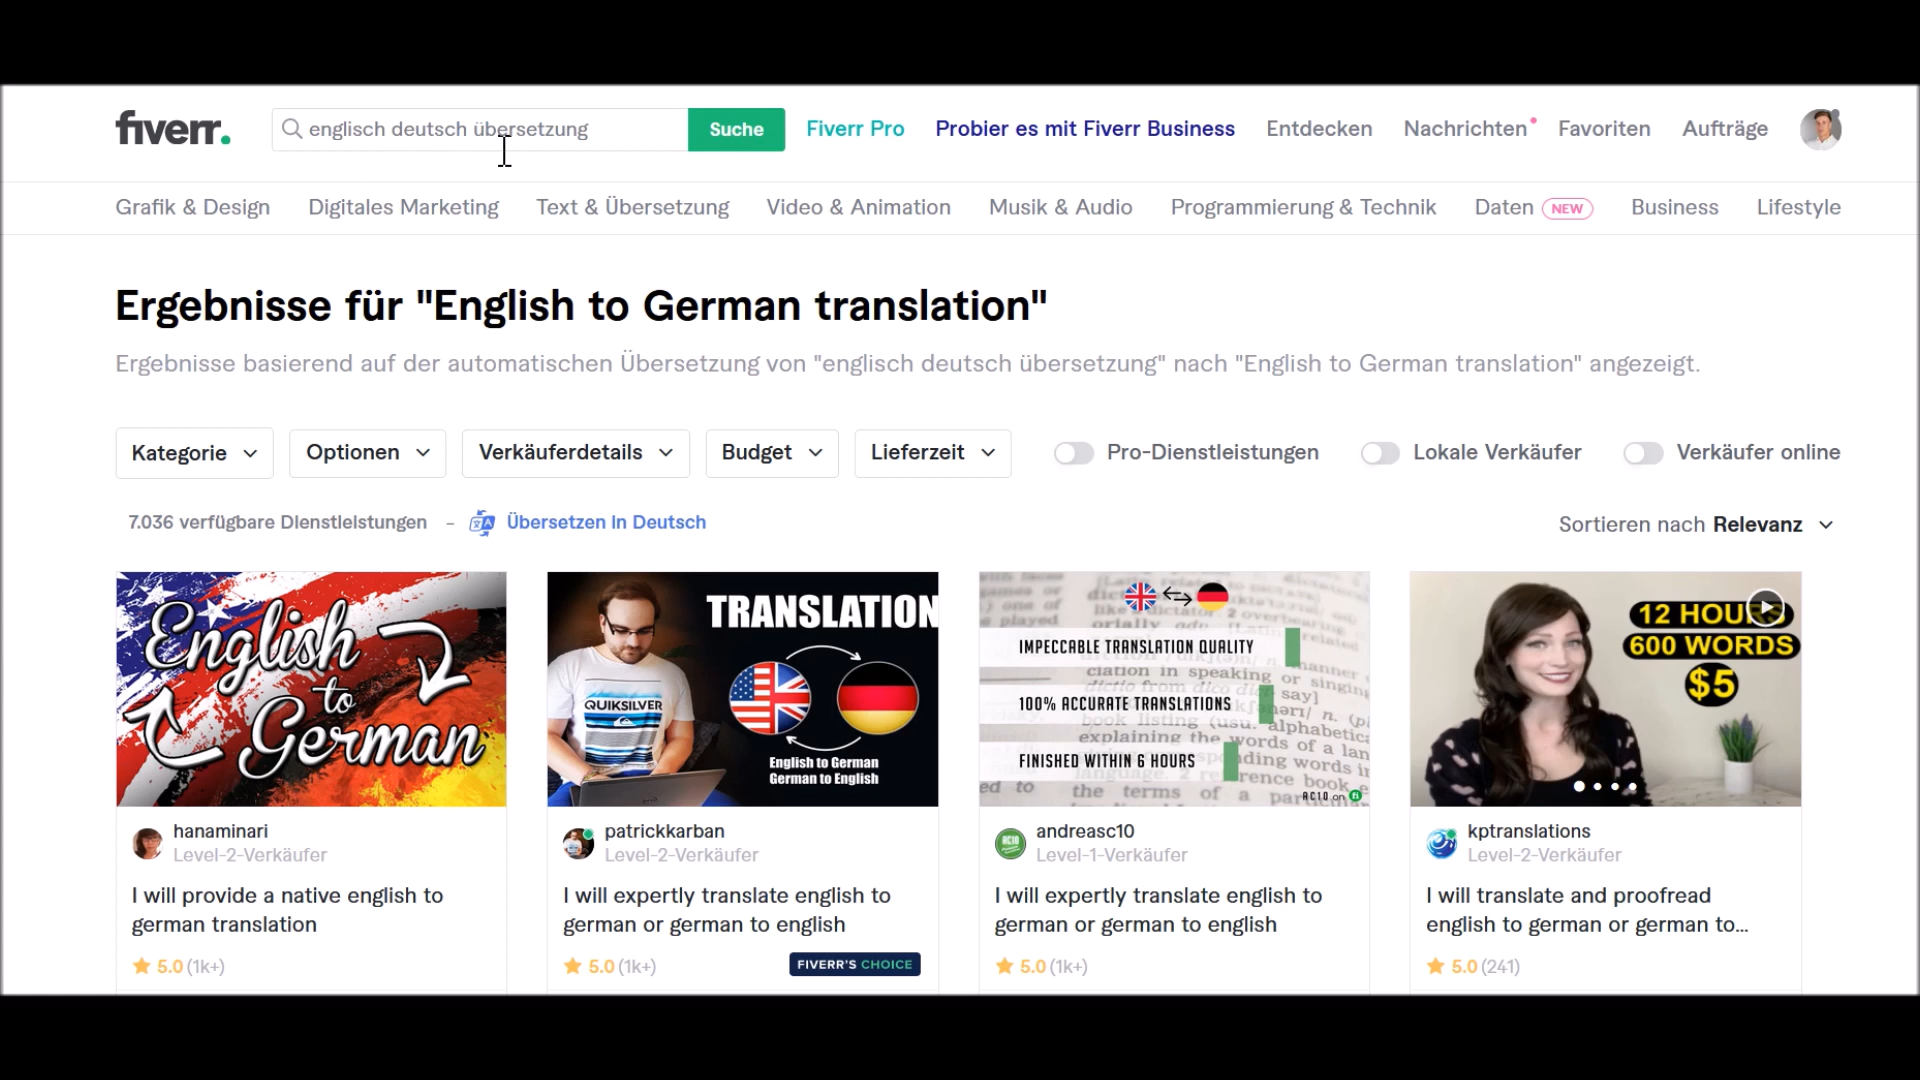 fiverr.
englisch deutsch übersetzung
Suche
Fiverr Pro
Probier es mit Fiverr Business
Entdecken
Nachrichten
Favoriten
Aufträge
Grafik & Design
Digitales Marketing
Text & Übersetzung
Video & Animation
Musik & Audio
Programmierung & Technik
Daten NEW
Business
Lifestyle
Ergebnisse für "English to German translation"
Ergebnisse basierend auf der automatischen Übersetzung von "englisch deutsch übersetzung" nach "English to German translation" angezeigt.
Kategorie
Optionen
Verkäuferdetails
Budget
Lieferzeit
Pro-Dienstleistungen
Lokale Verkäufer
Verkäufer online
7.036 verfügbare Dienstleistungen - Übersetzen in Deutsch
Sortieren nach Relevanz
English
to
German
hanaminari
Level-2-Verkäufer
I will provide a native english to
german translation
5.0 (1k+)
TRANSLATION
QUIKSILVER
English to German
German to English
patrickkarban
Level-2-Verkäufer
I will expertly translate english to
german or german to english
5.0 (1k+)
FIVERR'S CHOICE
IMPECCABLE TRANSLATION QUALITY
100% ACCURATE TRANSLATIONS
FINISHED WITHIN 6 HOURS
AC10 on fi
andreasc10
Level-1-Verkäufer
I will expertly translate english to
german or german to english
5.0 (1k+)
12 HOURS
600 WORDS
$5
kptranslations
Level-2-Verkäufer
I will translate and proofread
english to german or german to...
5.0 (241)